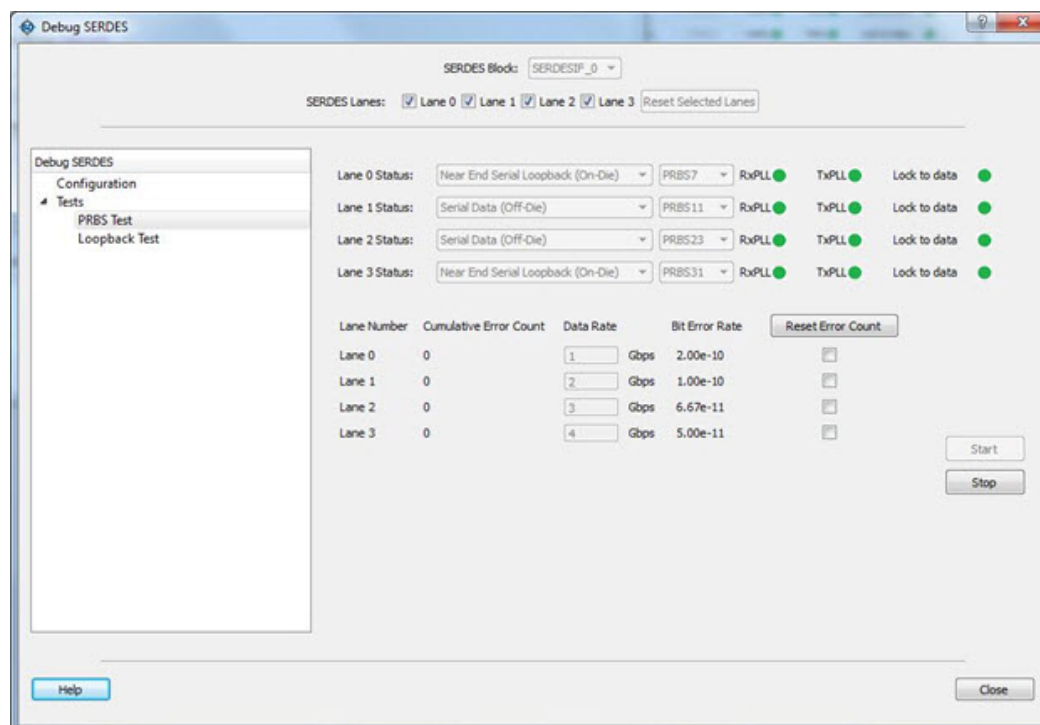 Debug SERDES
SERDES Block: SERDESIF_0
SERDES Lanes: Lane 0 Lane 1 Lane 2 Lane 3 Reset Selected Lanes
Debug SERDES
Configuration
Tests
PRBS Test
Loopback Test
Lane 0 Status: Near End Serial Loopback (On-Die) PRBS7 RxPLL TxPLL Lock to data
Lane 1 Status: Serial Data (Off-Die) PRBS11 RxPLL TxPLL Lock to data
Lane 2 Status: Serial Data (Off-Die) PRBS23 RxPLL TxPLL Lock to data
Lane 3 Status: Near End Serial Loopback (On-Die) PRBS31 RxPLL TxPLL Lock to data
Lane Number Cumulative Error Count Data Rate Bit Error Rate Reset Error Count
Lane 0 0 1 Gbps 2.00e-10
Lane 1 0 2 Gbps 1.00e-10
Lane 2 0 3 Gbps 6.67e-11
Lane 3 0 4 Gbps 5.00e-11
Start
Stop
Help
Close